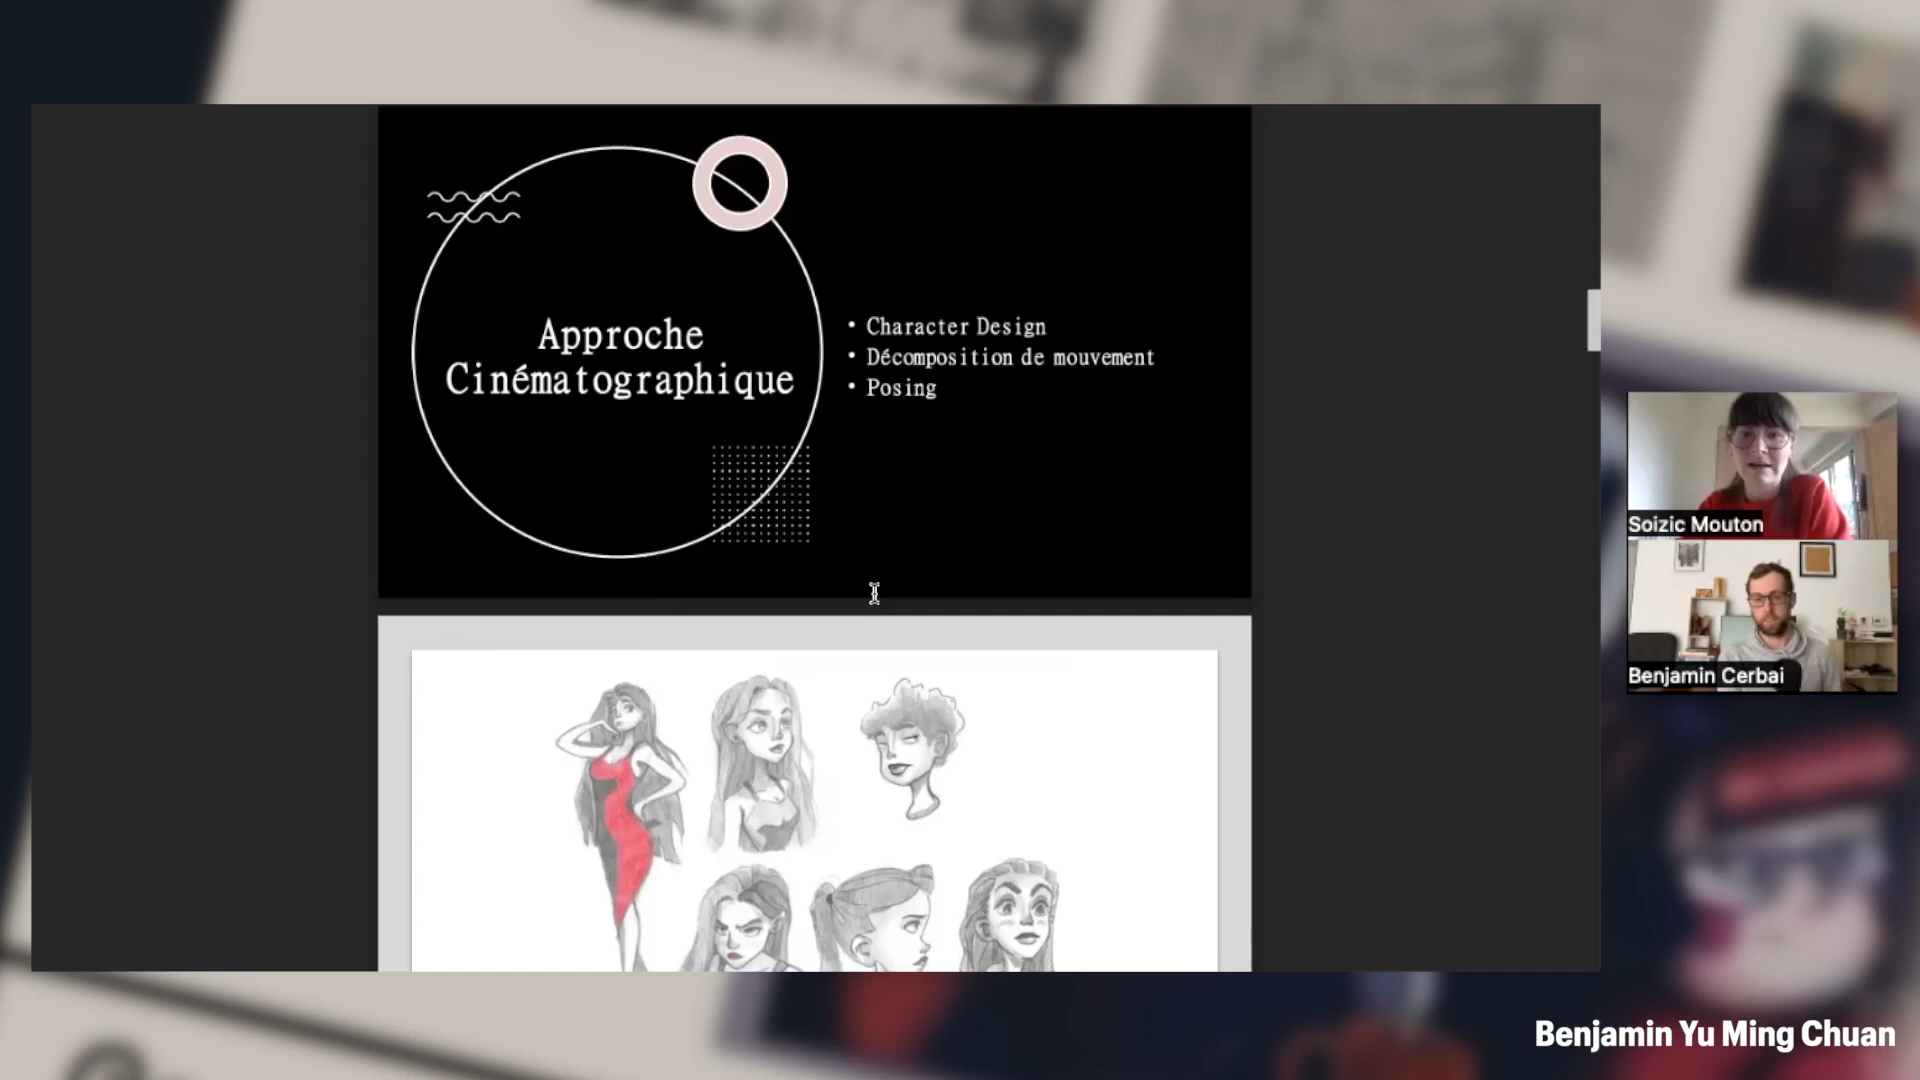 Approche
Cinématographique
• Character Design
• Décomposition de mouvement
• Posing
Soizic Mouton
Benjamin Cerbai
Benjamin Yu Ming Chuan